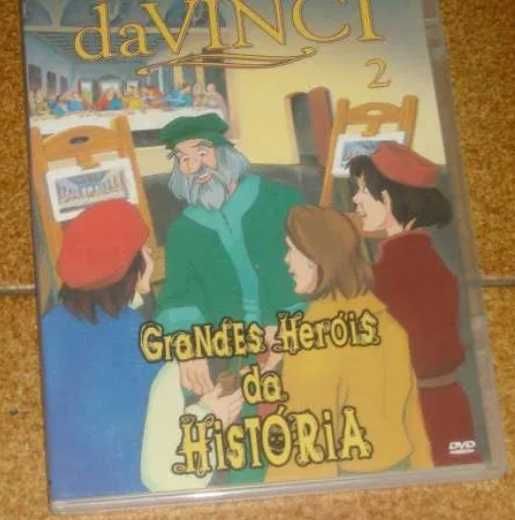 daVINCI
2
GRaNdES HeRóis
da
HiSTÓRiA
DVD